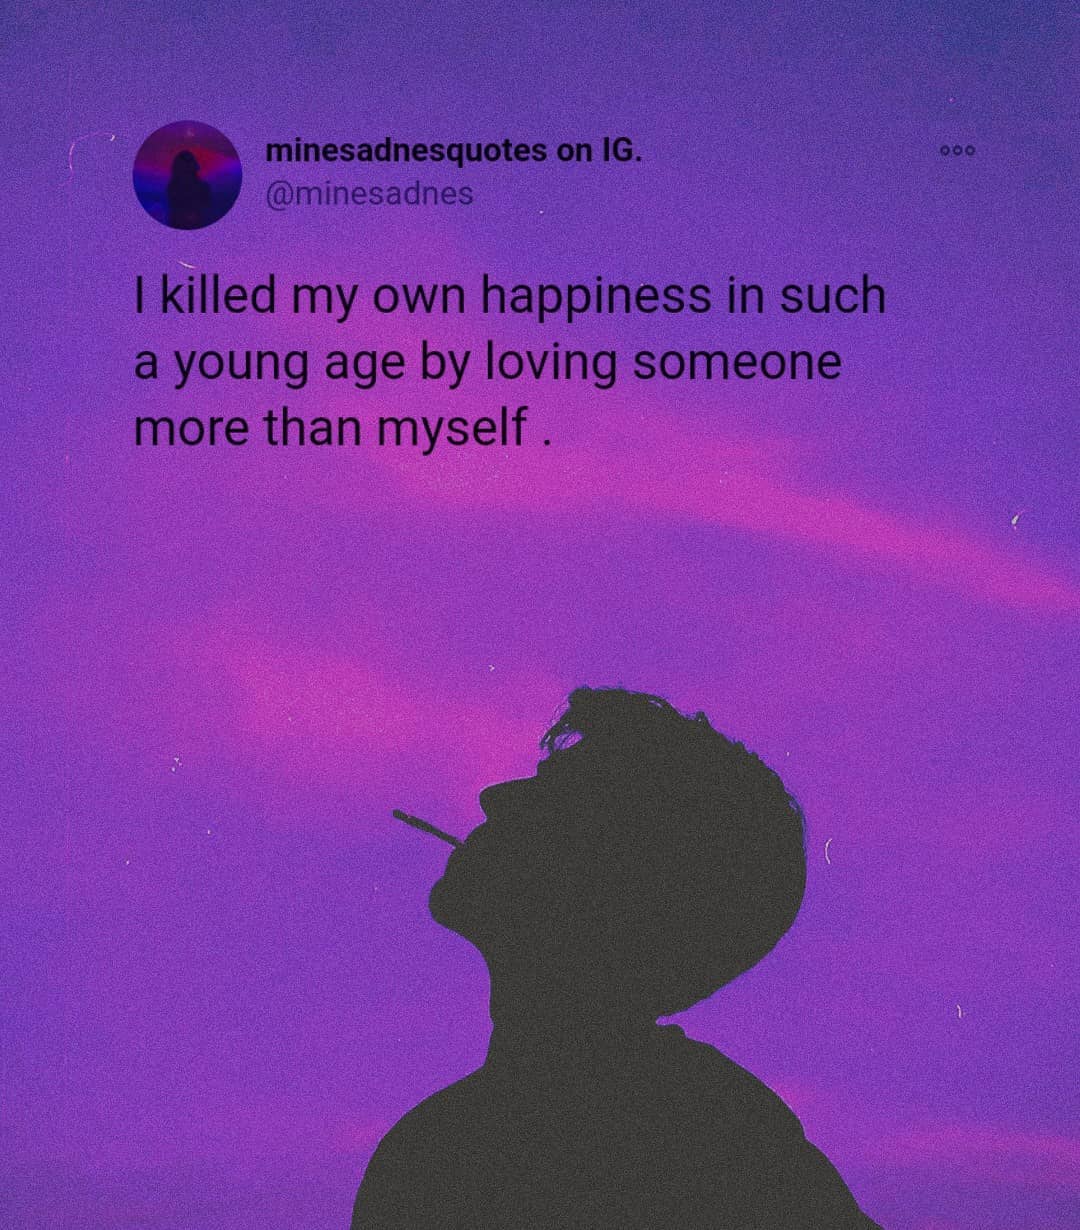 minesadnesquotes on IG.
@minesadnes
I killed my own happiness in such
a young age by loving someone
more than myself .